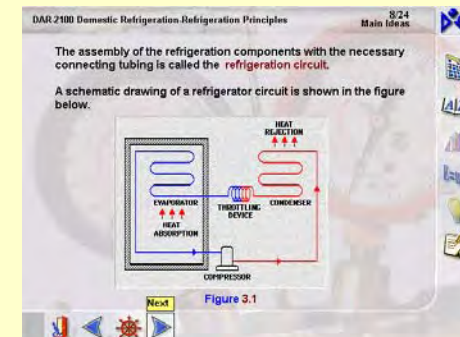 DAR 2100 Domestic Refrigeration-Refrigeration Principles
8/24
Main Ideas
The assembly of the refrigeration components with the necessary
connecting tubing is called the refrigeration circuit.
A schematic drawing of a refrigerator circuit is shown in the figure
below.
HEAT
REJECTION
EVAPORATOR
THROTTLING
DEVICE
CONDENSER
HEAT
ABSORPTION
COMPRESSOR
Next
Figure 3.1